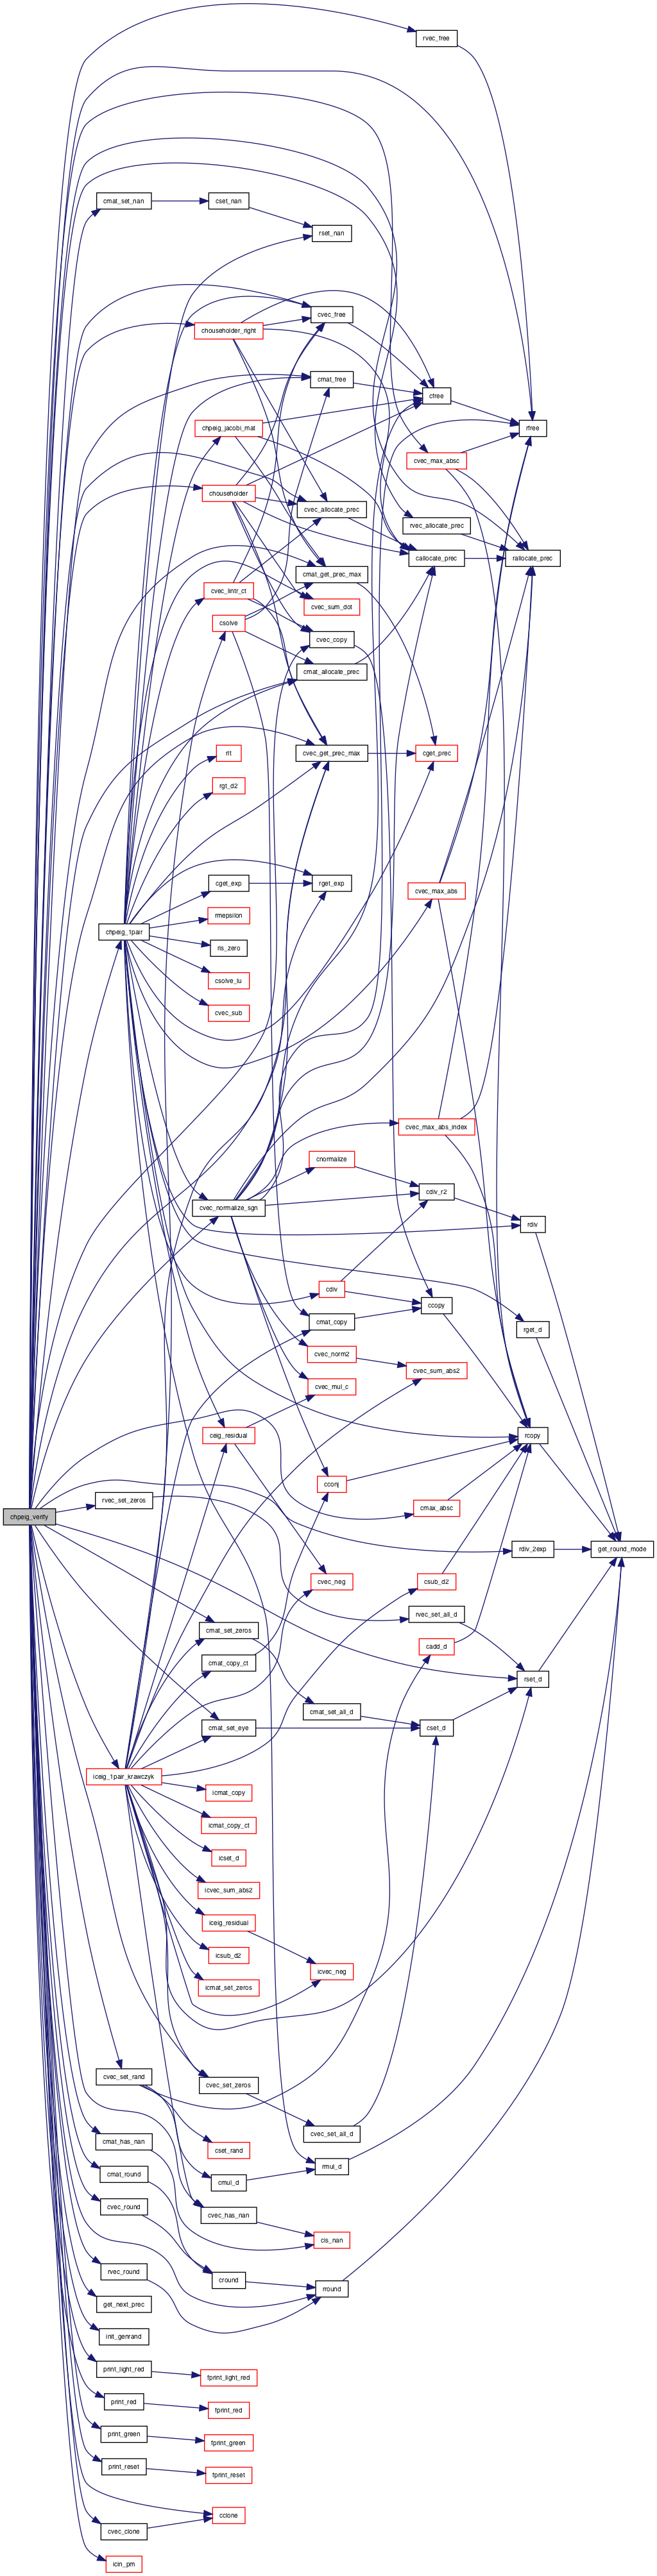 rvec_free
cmat_set_nan
cset_nan
rset_nan
cvec_free
chouseholder_right
cmat_free
cfree
rfree
chpeig_jacobi_mat
cvec_max_absc
chouseholder
cvec_allocate_prec
rvec_allocate_prec
callocate_prec
rallocate_prec
cmat_get_prec_max
cvec_lintr_ct
cvec_sum_dot
csolve
cvec_copy
cmat_allocate_prec
rlt
cvec_get_prec_max
cget_prec
rgt_d2
cget_exp
rget_exp
cvec_max_abs
rmepsilon
chpeig_1pair
ris_zero
csolve_lu
cvec_sub
cvec_max_abs_index
cnormalize
cdiv_r2
cvec_normalize_sgn
rdiv
cdiv
ccopy
cmat_copy
rget_d
cvec_norm2
cvec_sum_abs2
cvec_mul_c
ceig_residual
rcopy
cconj
rvec_set_zeros
cmax_absc
chpeig_verify
rdiv_2exp
get_round_mode
cvec_neg
csub_d2
rvec_set_all_d
cmat_set_zeros
cadd_d
cmat_copy_ct
rset_d
cmat_set_all_d
cmat_set_eye
cset_d
iceig_1pair_krawczyk
icmat_copy
icmat_copy_ct
icset_d
icvec_sum_abs2
iceig_residual
icsub_d2
icvec_neg
icmat_set_zeros
cvec_set_rand
cvec_set_zeros
cvec_set_all_d
cmat_has_nan
cset_rand
rmul_d
cmat_round
cmul_d
cvec_round
cvec_has_nan
cis_nan
rvec_round
cround
rround
get_next_prec
init_genrand
print_light_red
fprint_light_red
print_red
fprint_red
print_green
fprint_green
print_reset
fprint_reset
cclone
cvec_clone
icin_pm